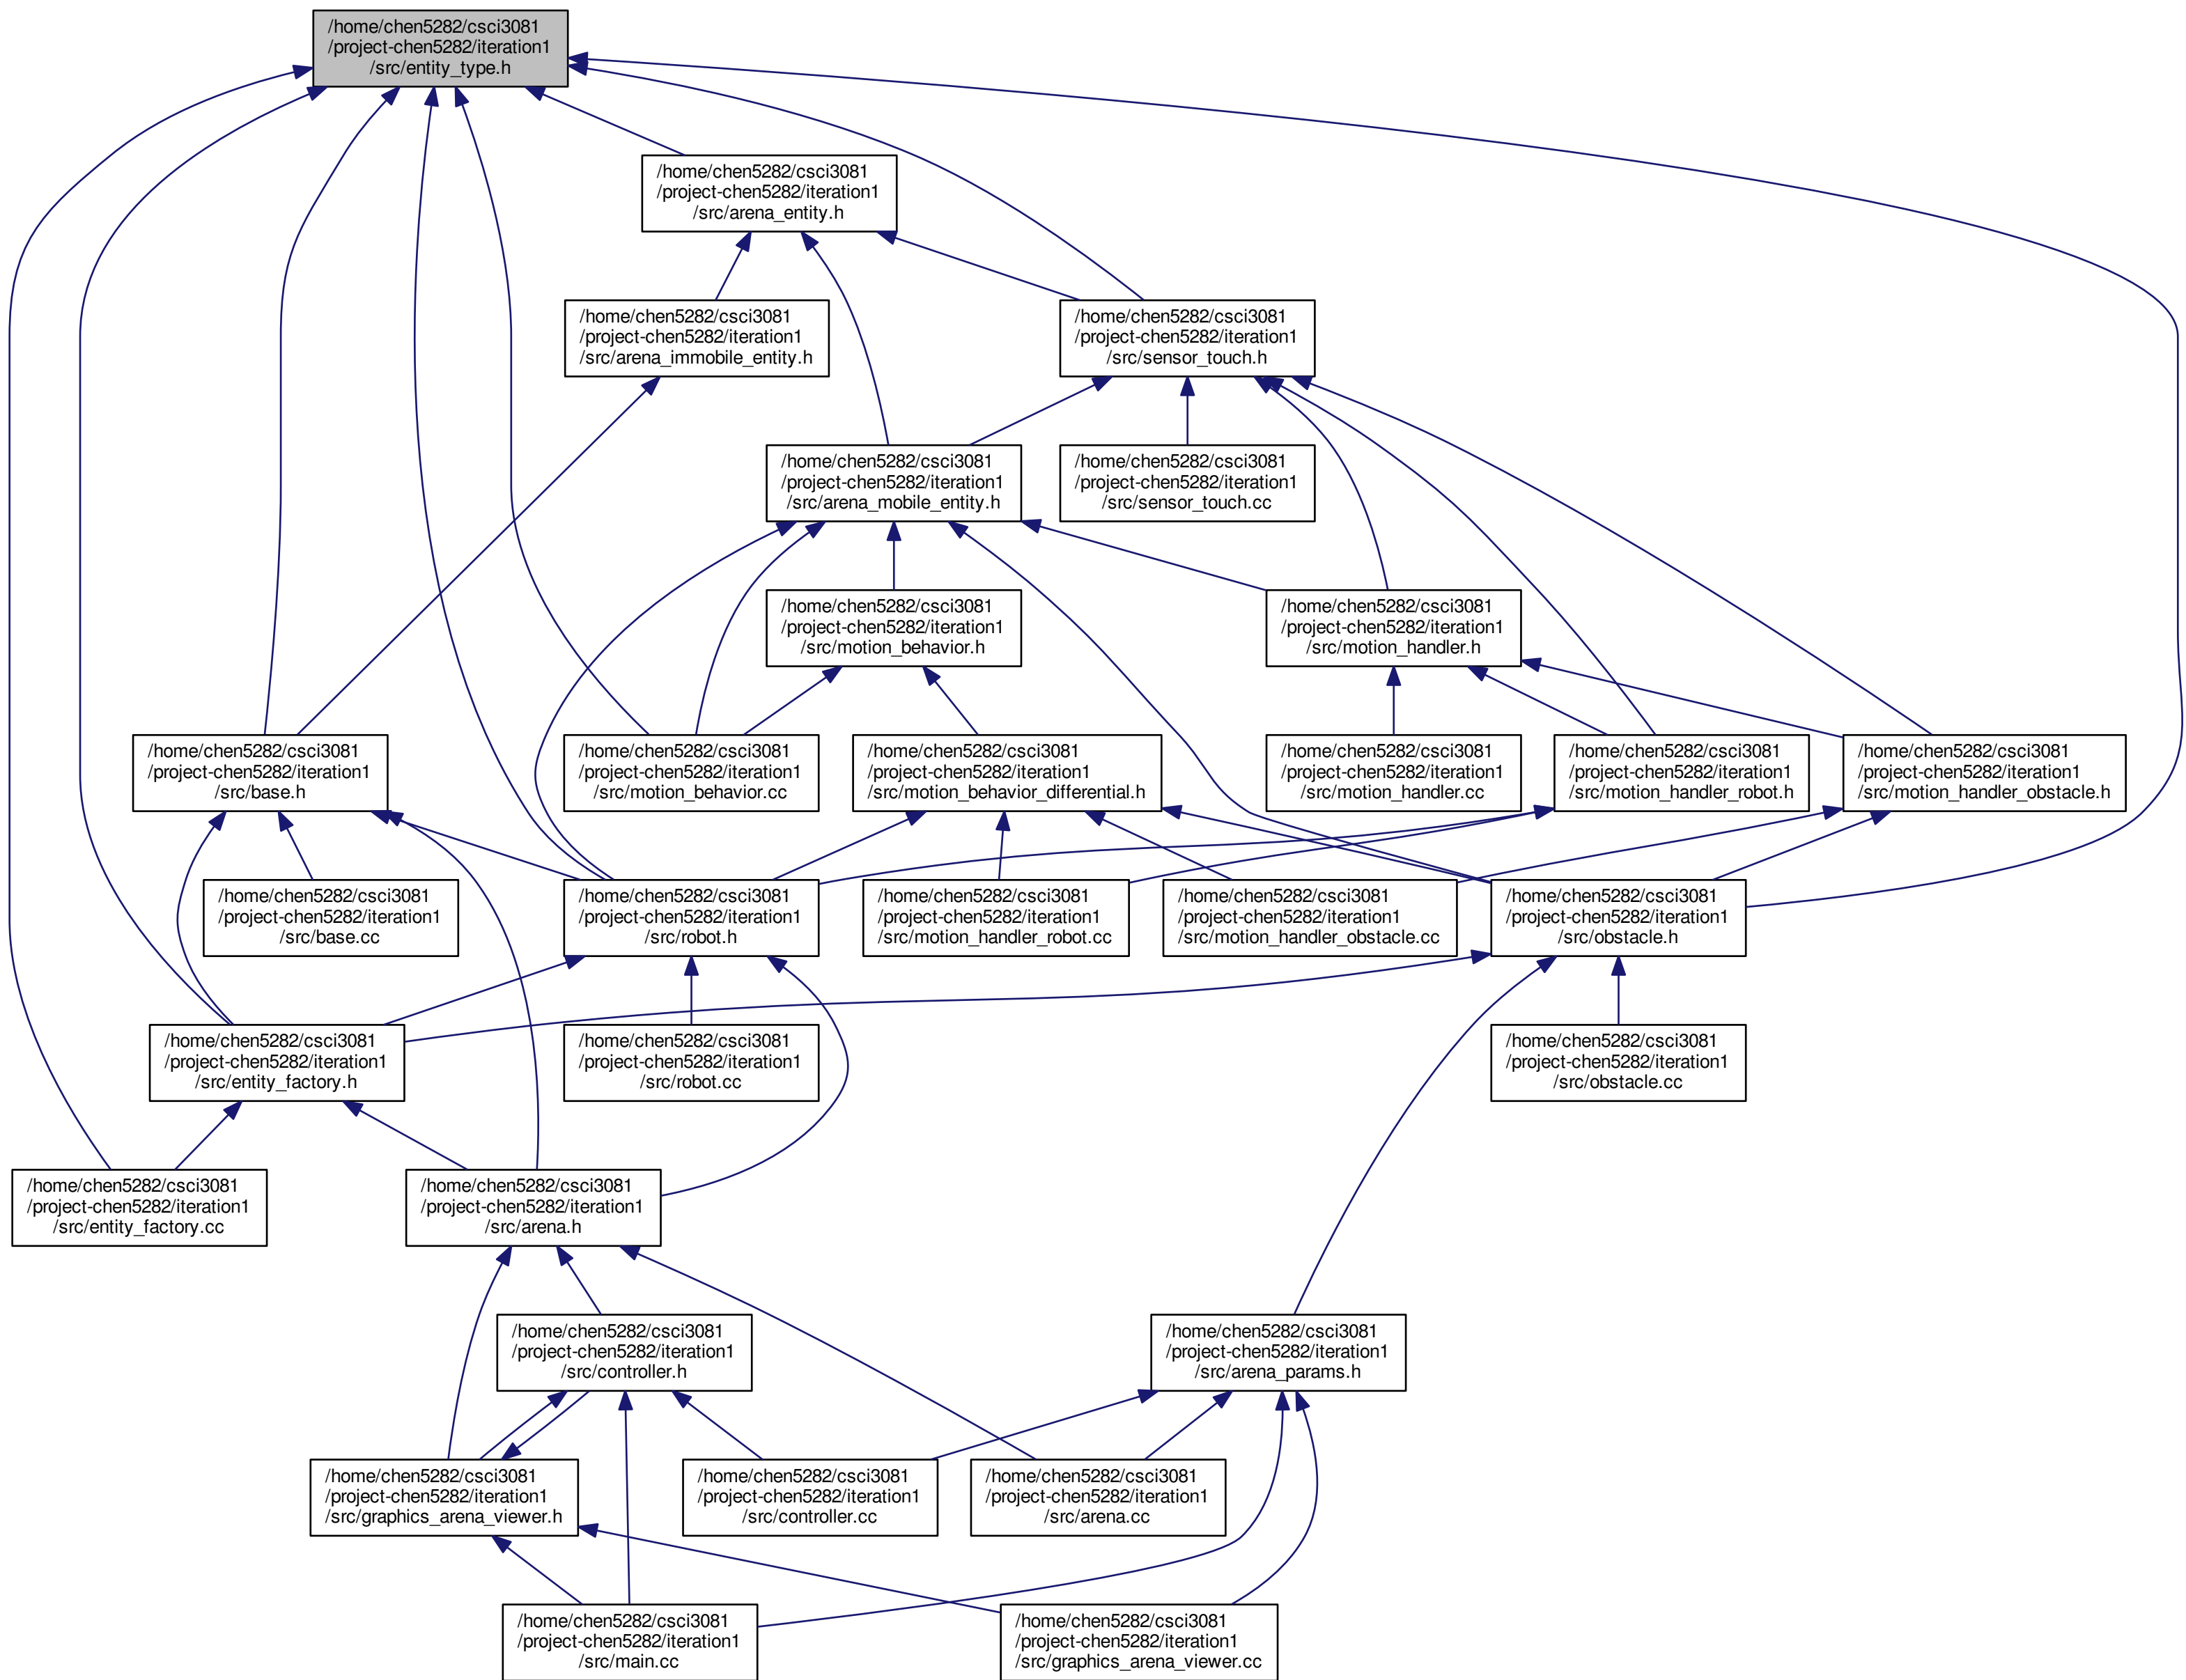 /home/chen5282/csci3081
/project-chen5282/iteration1
/src/entity_type.h
/home/chen5282/csci3081
/project-chen5282/iteration1
/src/arena_entity.h
/home/chen5282/csci3081
/project-chen5282/iteration1
/src/arena_immobile_entity.h
/home/chen5282/csci3081
/project-chen5282/iteration1
/src/sensor_touch.h
/home/chen5282/csci3081
/project-chen5282/iteration1
/src/arena_mobile_entity.h
/home/chen5282/csci3081
/project-chen5282/iteration1
/src/sensor_touch.cc
/home/chen5282/csci3081
/project-chen5282/iteration1
/src/motion_behavior.h
/home/chen5282/csci3081
/project-chen5282/iteration1
/src/motion_handler.h
/home/chen5282/csci3081
/project-chen5282/iteration1
/src/base.h
/home/chen5282/csci3081
/project-chen5282/iteration1
/src/motion_behavior.cc
/home/chen5282/csci3081
/project-chen5282/iteration1
/src/motion_behavior_differential.h
/home/chen5282/csci3081
/project-chen5282/iteration1
/src/motion_handler.cc
/home/chen5282/csci3081
/project-chen5282/iteration1
/src/motion_handler_robot.h
/home/chen5282/csci3081
/project-chen5282/iteration1
/src/motion_handler_obstacle.h
/home/chen5282/csci3081
/project-chen5282/iteration1
/src/base.cc
/home/chen5282/csci3081
/project-chen5282/iteration1
/src/robot.h
/home/chen5282/csci3081
/project-chen5282/iteration1
/src/motion_handler_robot.cc
/home/chen5282/csci3081
/project-chen5282/iteration1
/src/motion_handler_obstacle.cc
/home/chen5282/csci3081
/project-chen5282/iteration1
/src/obstacle.h
/home/chen5282/csci3081
/project-chen5282/iteration1
/src/entity_factory.h
/home/chen5282/csci3081
/project-chen5282/iteration1
/src/robot.cc
/home/chen5282/csci3081
/project-chen5282/iteration1
/src/obstacle.cc
/home/chen5282/csci3081
/project-chen5282/iteration1
/src/entity_factory.cc
/home/chen5282/csci3081
/project-chen5282/iteration1
/src/arena.h
/home/chen5282/csci3081
/project-chen5282/iteration1
/src/controller.h
/home/chen5282/csci3081
/project-chen5282/iteration1
/src/arena_params.h
/home/chen5282/csci3081
/project-chen5282/iteration1
/src/graphics_arena_viewer.h
/home/chen5282/csci3081
/project-chen5282/iteration1
/src/controller.cc
/home/chen5282/csci3081
/project-chen5282/iteration1
/src/arena.cc
/home/chen5282/csci3081
/project-chen5282/iteration1
/src/main.cc
/home/chen5282/csci3081
/project-chen5282/iteration1
/src/graphics_arena_viewer.cc